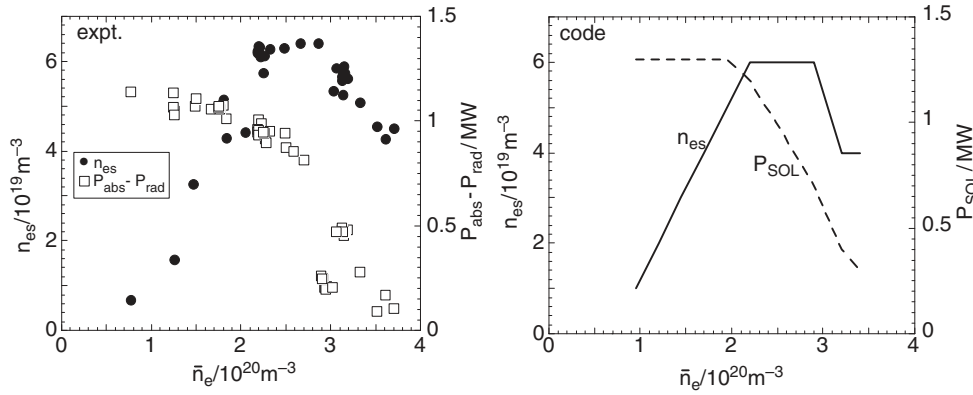 expt.
n_es/10^19 m^−3
6
4
2
0
n_es
P_abs - P_rad
1.5
1
0.5
0
P_abs - P_rad / MW
0 1 2 3 4
n̄_e/10^20 m^−3
code
n_es/10^19 m^−3
6
4
2
0
n_es
P_SOL
1.5
1
0.5
0
P_SOL / MW
0 1 2 3 4
n̄_e/10^20 m^−3